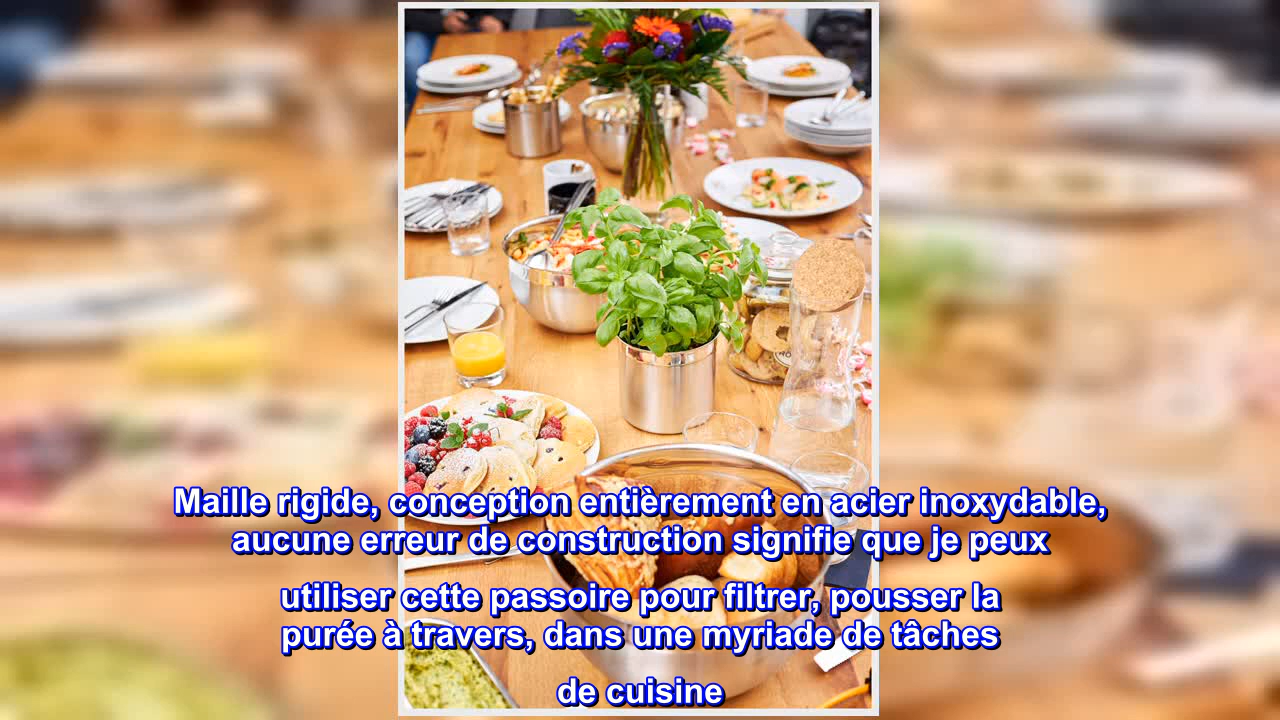 Maille rigide, conception entièrement en acier inoxydable,
aucune erreur de construction signifie que je peux
utiliser cette passoire pour filtrer, pousser la
purée à travers, dans une myriade de tâches
de cuisine